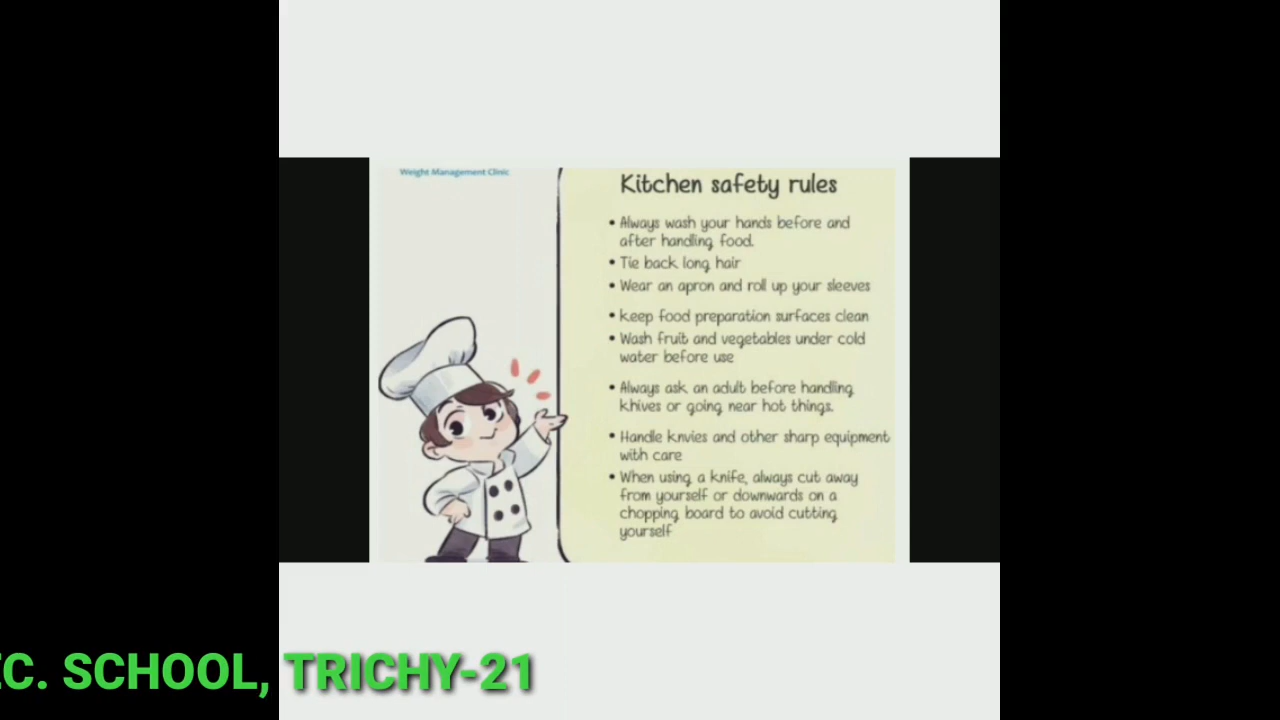 Weight Management Clinic
Kitchen safety rules
• Always wash your hands before and
after handling food.
• Tie back long hair
• Wear an apron and roll up your sleeves
• Keep food preparation surfaces clean
• Wash fruit and vegetables under cold
water before use
• Always ask an adult before handling
khives or going near hot things.
• Handle knvies and other sharp equipment
with care
• When using a knife, always cut away
from yourself or downwards on a
chopping board to avoid cutting
yourself
EC. SCHOOL, TRICHY-21